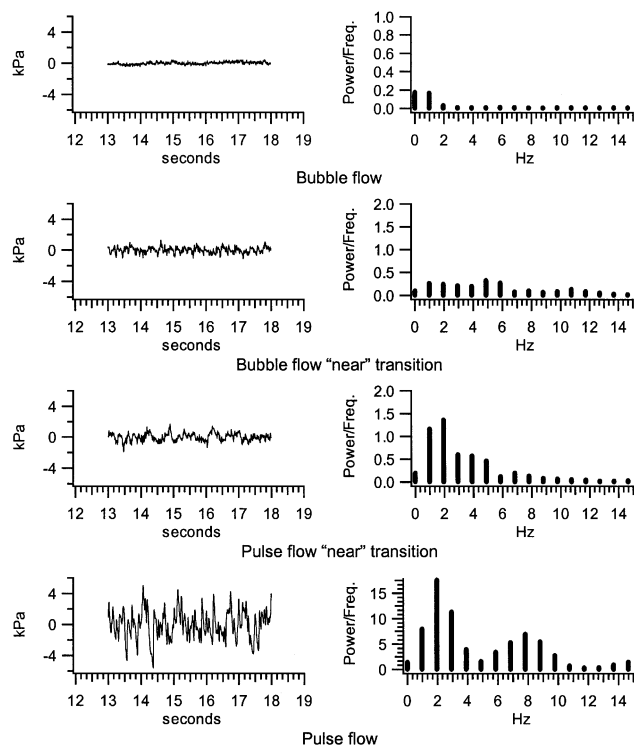 4
0
-4
kPa
12 13 14 15 16 17 18 19
seconds
1.0
0.8
0.6
0.4
0.2
0.0
Power/Freq.
0 2 4 6 8 10 12 14
Hz
Bubble flow
4
0
-4
kPa
12 13 14 15 16 17 18 19
seconds
2.0
1.5
1.0
0.5
0.0
Power/Freq.
0 2 4 6 8 10 12 14
Hz
Bubble flow “near” transition
4
0
-4
kPa
12 13 14 15 16 17 18 19
seconds
2.0
1.5
1.0
0.5
0.0
Power/Freq.
0 2 4 6 8 10 12 14
Hz
Pulse flow “near” transition
4
0
-4
kPa
12 13 14 15 16 17 18 19
seconds
15
10
5
0
Power/Freq.
0 2 4 6 8 10 12 14
Hz
Pulse flow